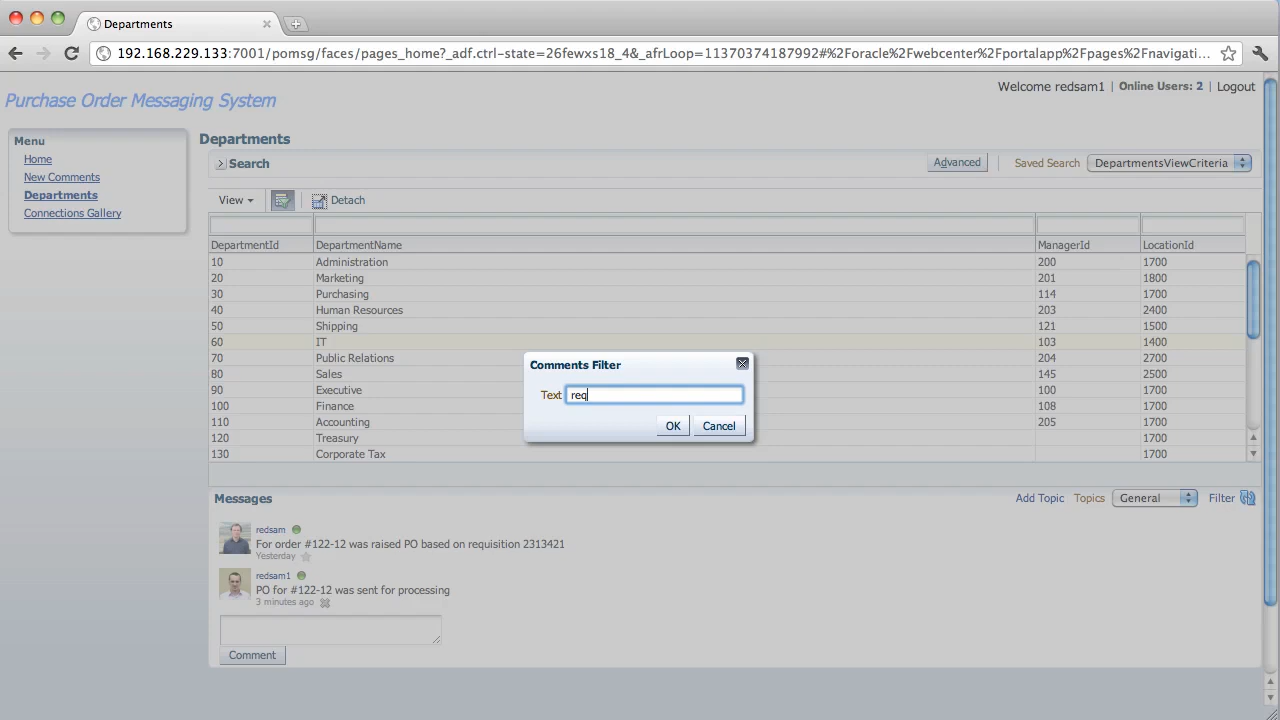 Departments
192.168.229.133:7001/pomsg/faces/pages_home?_adf.ctrl-state=26fewxs18_4&_afrLoop=11370374187992#%2Foracle%2Fwebcenter%2Fportalapp%2Fpages%2Fnavigati...
Welcome redsam1 | Online Users: 2 | Logout
Purchase Order Messaging System
Menu
Home
New Comments
Departments
Connections Gallery
Departments
Search Advanced Saved Search DepartmentsViewCriteria
View Detach
DepartmentId DepartmentName ManagerId LocationId
10 Administration 200 1700
20 Marketing 201 1800
30 Purchasing 114 1700
40 Human Resources 203 2400
50 Shipping 121 1500
60 IT 103 1400
70 Public Relations 204 2700
80 Sales 145 2500
90 Executive 100 1700
100 Finance 108 1700
110 Accounting 205 1700
120 Treasury 1700
130 Corporate Tax 1700
Comments Filter
Text req
OK Cancel
Messages Add Topic Topics General Filter
redsam
For order #122-12 was raised PO based on requisition 2313421
Yesterday
redsam1
PO for #122-12 was sent for processing
3 minutes ago
Comment